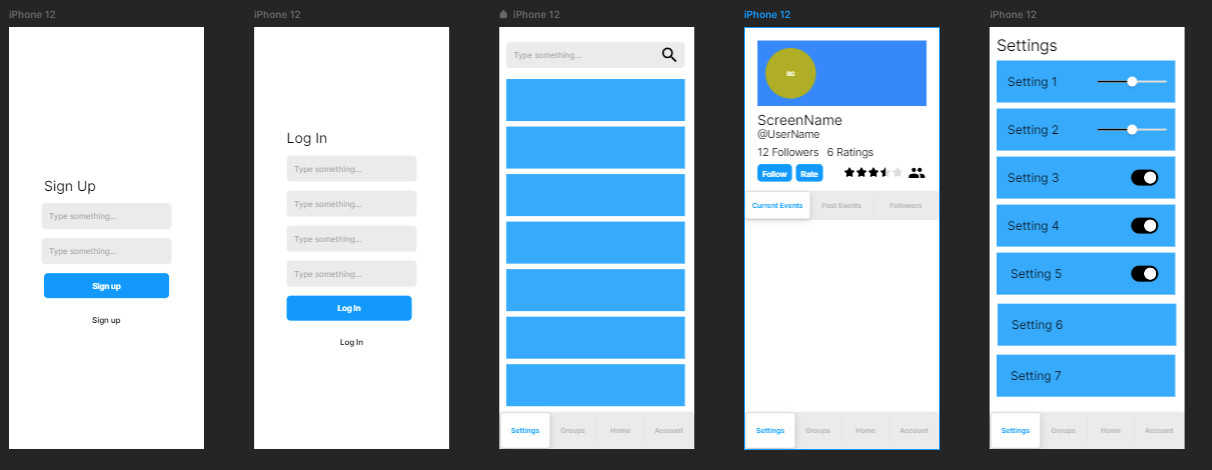 iPhone 12
Sign Up
Type something...
Type something...
Sign up
Sign up
iPhone 12
Log In
Type something...
Type something...
Type something...
Type something...
Log In
Log In
iPhone 12
Type something...
Settings Groups Home Account
iPhone 12
BG
ScreenName
@UserName
12 Followers 6 Ratings
Follow Rate
Current Events Past Events Followers
Settings Groups Home Account
iPhone 12
Settings
Setting 1
Setting 2
Setting 3
Setting 4
Setting 5
Setting 6
Setting 7
Settings Groups Home Account